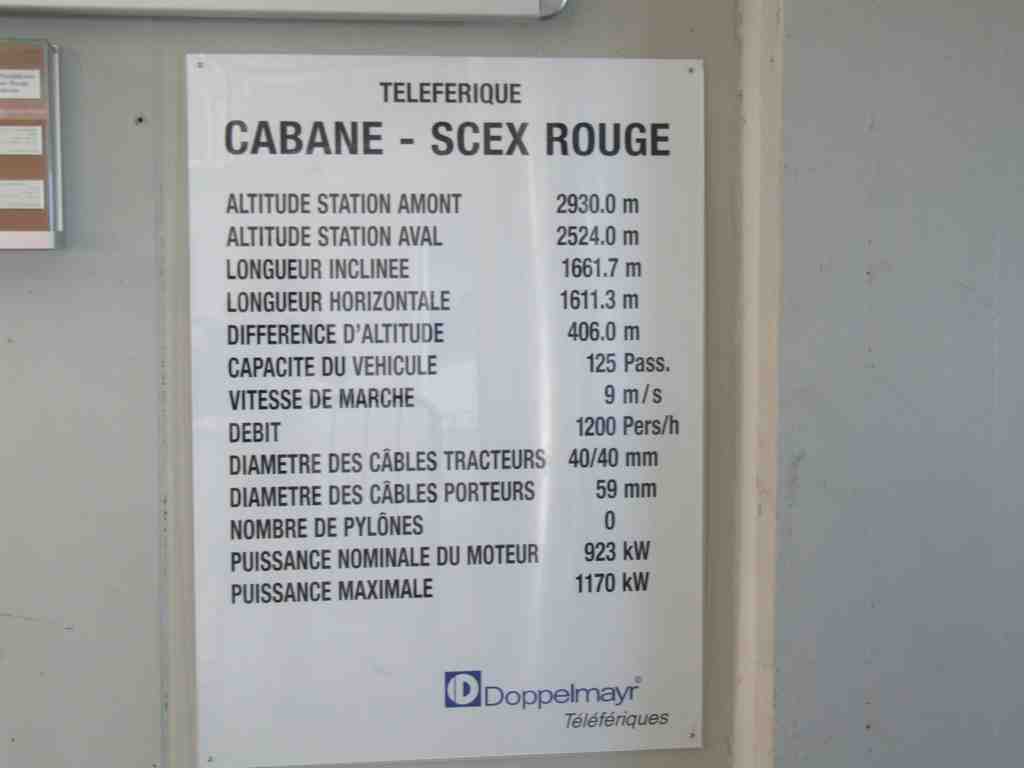 TELEFERIQUE
CABANE - SCEX ROUGE
ALTITUDE STATION AMONT 2930.0 m
ALTITUDE STATION AVAL 2524.0 m
LONGUEUR INCLINEE 1661.7 m
LONGUEUR HORIZONTALE 1611.3 m
DIFFERENCE D'ALTITUDE 406.0 m
CAPACITE DU VEHICULE 125 Pass.
VITESSE DE MARCHE 9 m/s
DEBIT 1200 Pers/h
DIAMETRE DES CÂBLES TRACTEURS 40/40 mm
DIAMETRE DES CÂBLES PORTEURS 59 mm
NOMBRE DE PYLÔNES 0
PUISSANCE NOMINALE DU MOTEUR 923 kW
PUISSANCE MAXIMALE 1170 kW
Doppelmayr®
Téléfériques